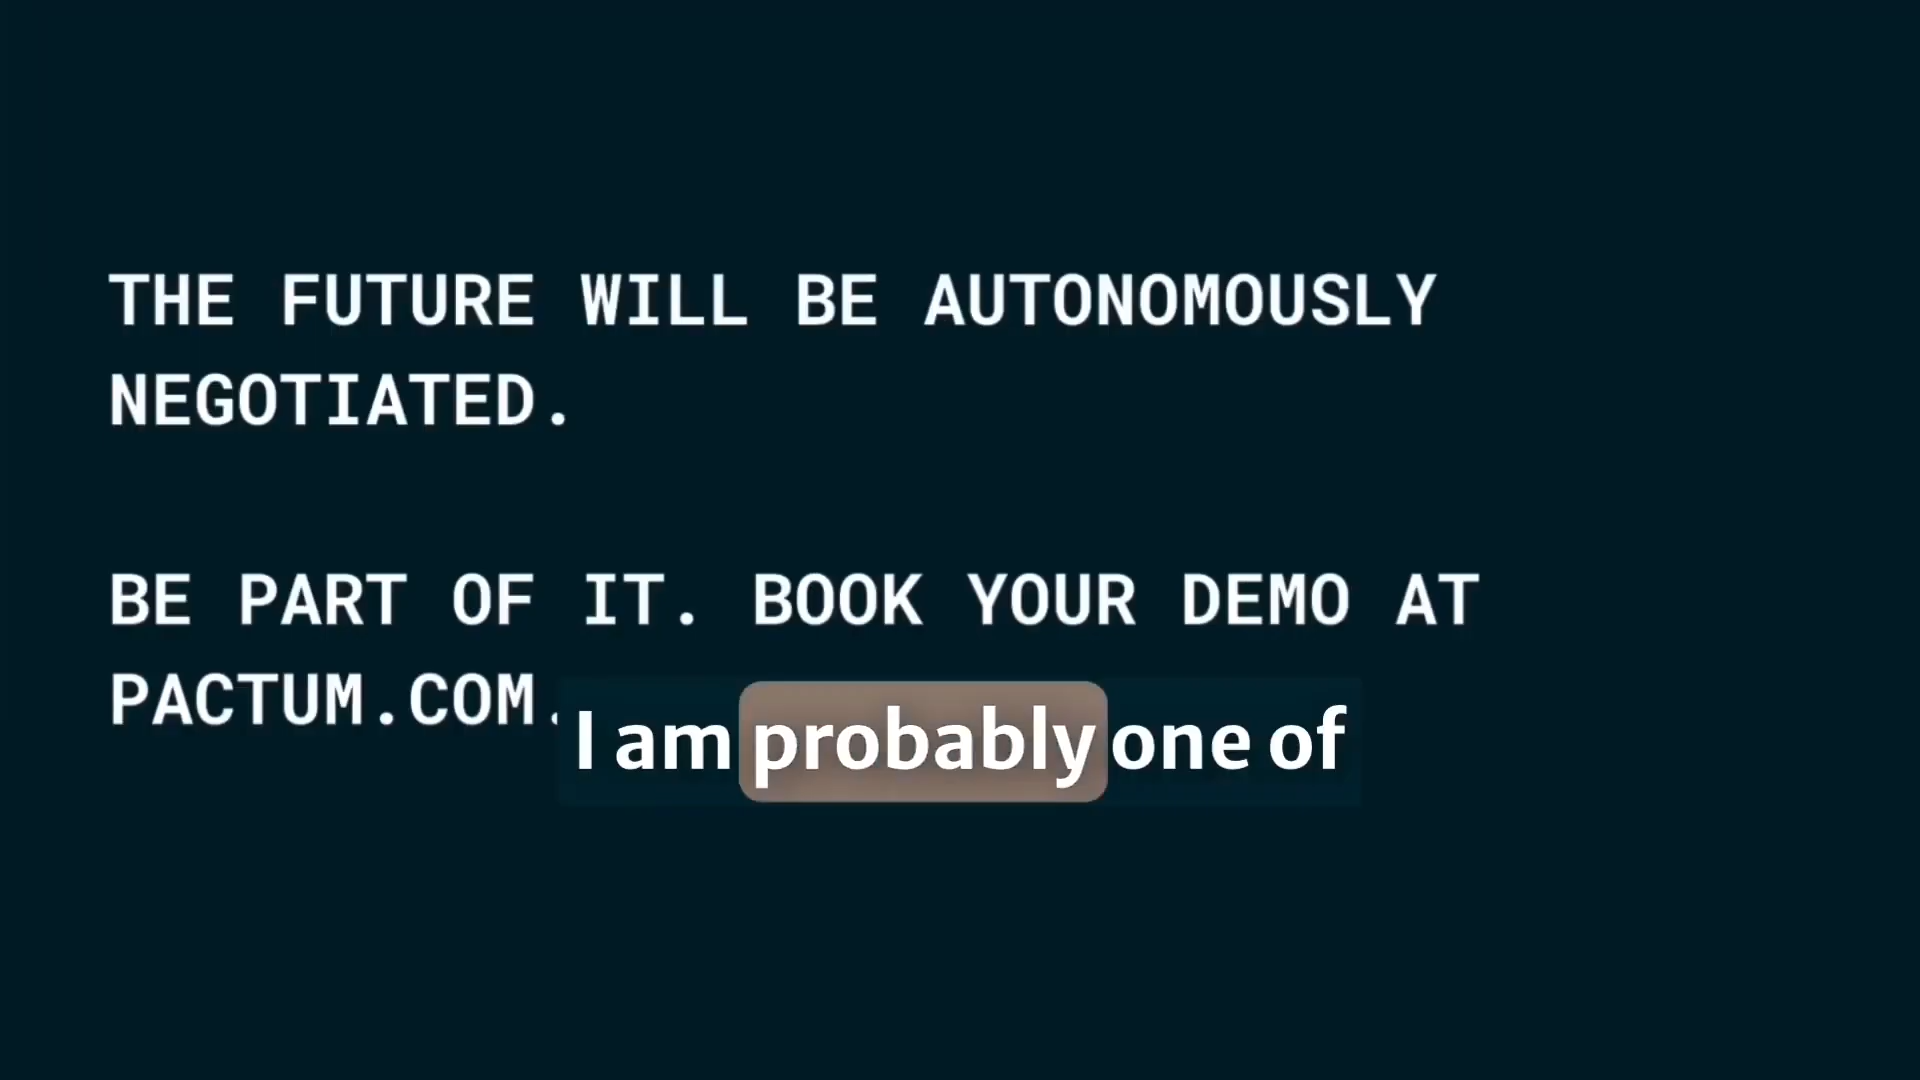 THE FUTURE WILL BE AUTONOMOUSLY
NEGOTIATED.
BE PART OF IT. BOOK YOUR DEMO AT
PACTUM.COM.
I am probably one of